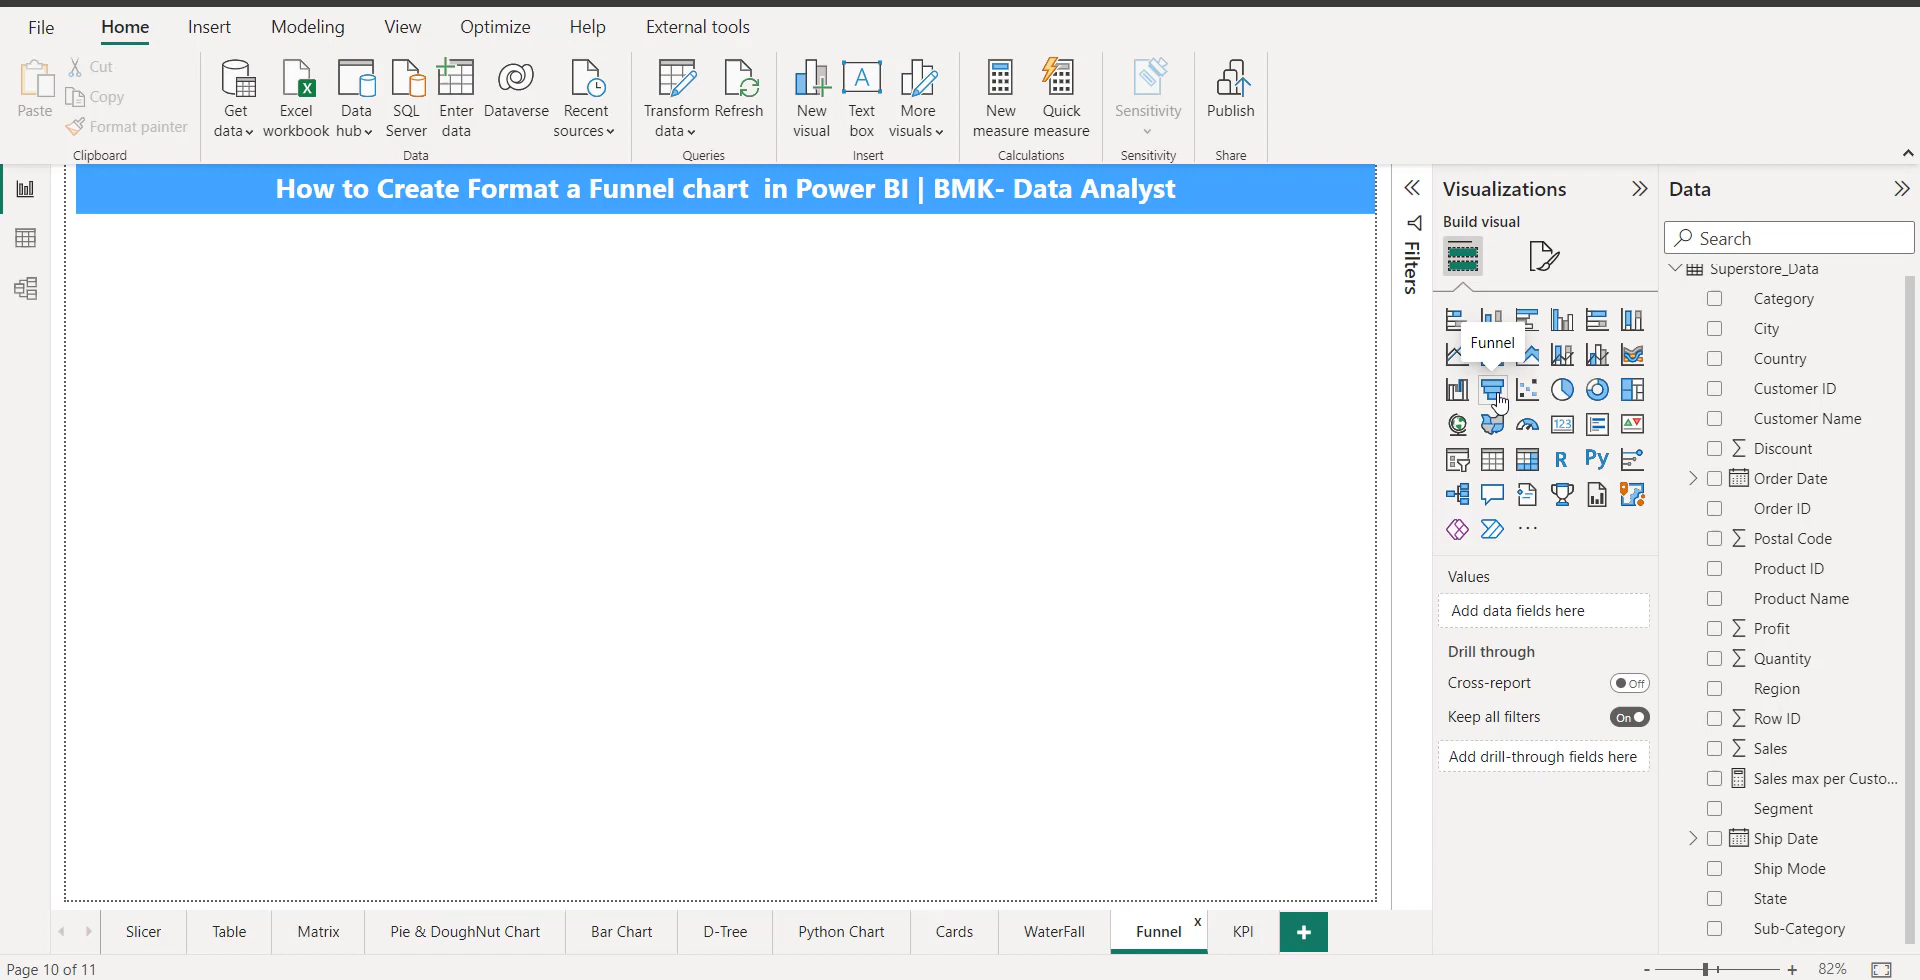 File Home Insert Modeling View Optimize Help External tools
Paste
Cut
Copy
Format painter
Clipboard
Get data
Excel workbook
Data hub
SQL Server
Enter data
Dataverse
Recent sources
Data
Transform data
Refresh
Queries
New visual
Text box
More visuals
Insert
New measure
Quick measure
Calculations
Sensitivity
Sensitivity
Publish
Share
How to Create Format a Funnel chart in Power BI | BMK- Data Analyst
Filters
Visualizations
Build visual
Funnel
123
R
Py
...
Values
Add data fields here
Drill through
Cross-report
Off
Keep all filters
On
Add drill-through fields here
Data
Search
Superstore_Data
Category
City
Country
Customer ID
Customer Name
Discount
Order Date
Order ID
Postal Code
Product ID
Product Name
Profit
Quantity
Region
Row ID
Sales
Sales max per Custo...
Segment
Ship Date
Ship Mode
State
Sub-Category
Slicer Table Matrix Pie & DoughNut Chart Bar Chart D-Tree Python Chart Cards WaterFall Funnel x KPI +
Page 10 of 11
- + 82%